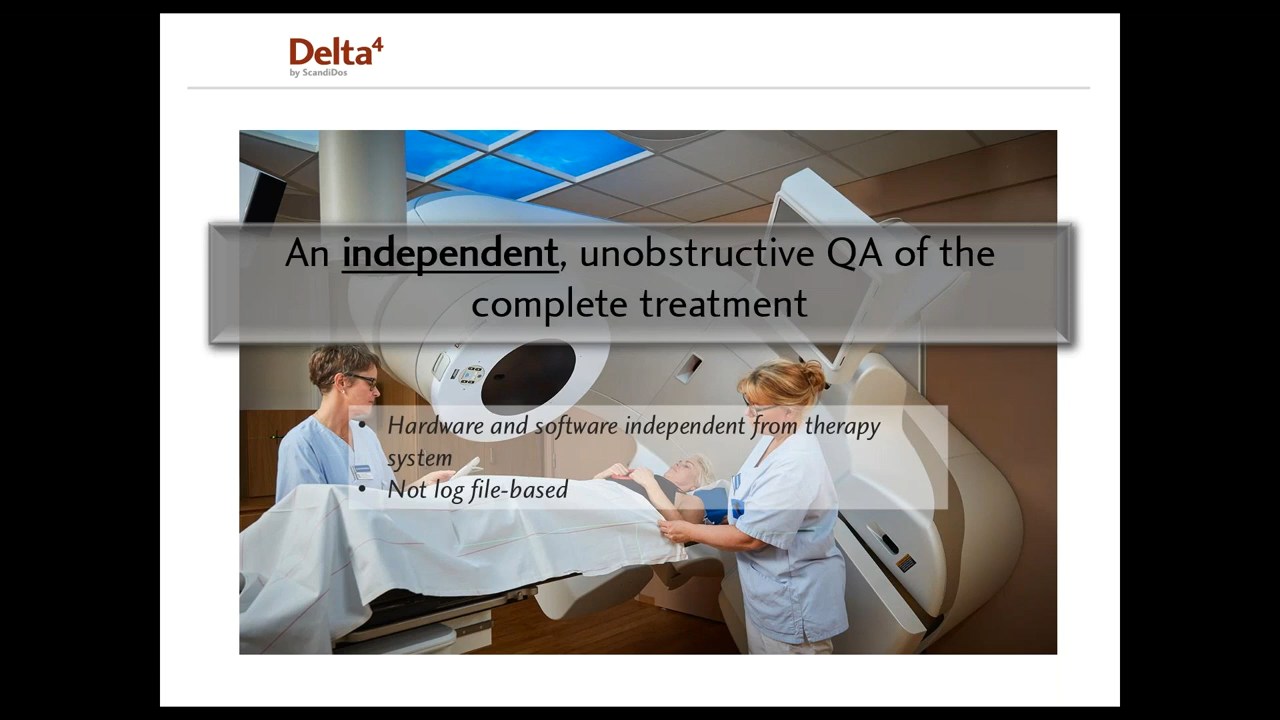 Delta⁴
by ScandiDos
An independent, unobstructive QA of the
complete treatment
• Hardware and software independent from therapy
system
• Not log file-based